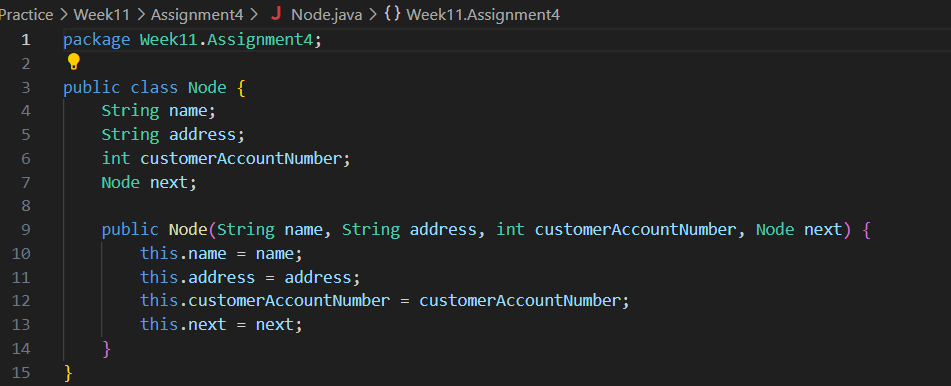 Practice > Week11 > Assignment4 > J Node.java > {} Week11.Assignment4
1 package Week11.Assignment4;
2
3 public class Node {
4     String name;
5     String address;
6     int customerAccountNumber;
7     Node next;
8
9     public Node(String name, String address, int customerAccountNumber, Node next) {
10         this.name = name;
11         this.address = address;
12         this.customerAccountNumber = customerAccountNumber;
13         this.next = next;
14     }
15 }